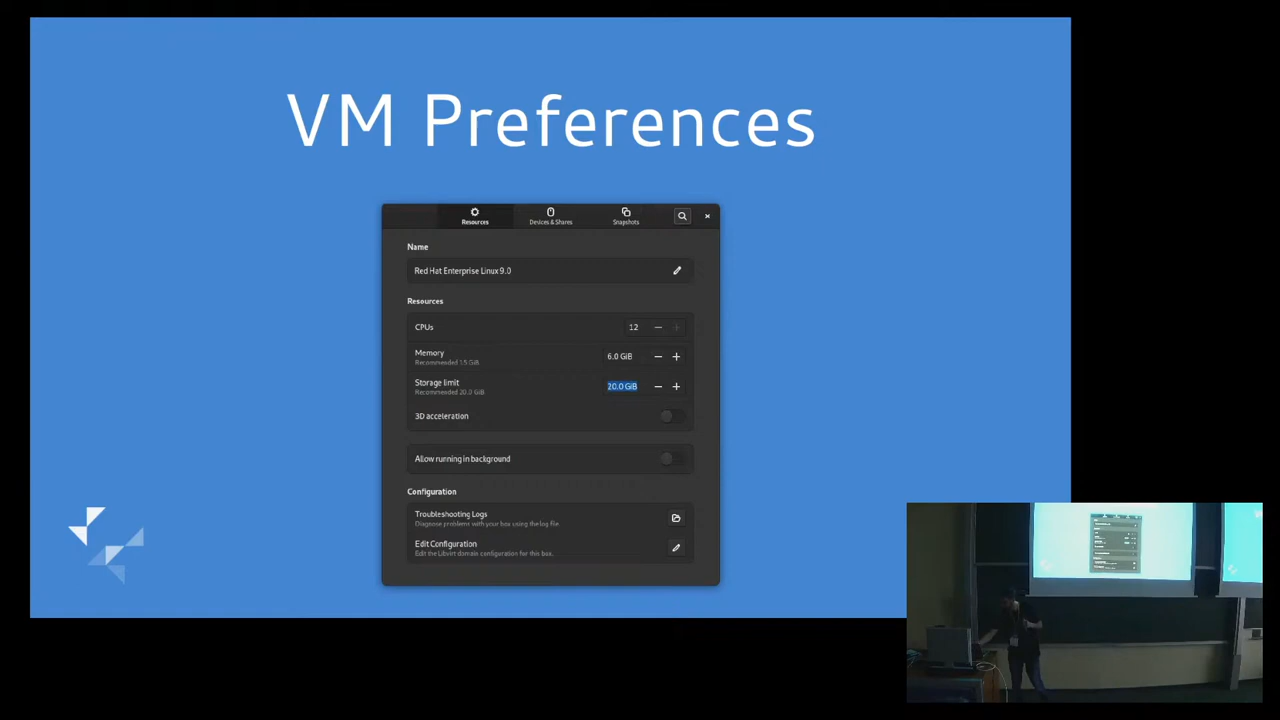 VM Preferences
Resources
Devices & Shares
Snapshots
Name
Red Hat Enterprise Linux 9.0
Resources
CPUs
12
Memory
6.0 GiB
Recommended 1.5 GiB
Storage limit
20.0 GiB
Recommended 20.0 GiB
3D acceleration
Allow running in background
Configuration
Troubleshooting Logs
Diagnose problems with your box using the log file.
Edit Configuration
Edit the Libvirt domain configuration for this box.